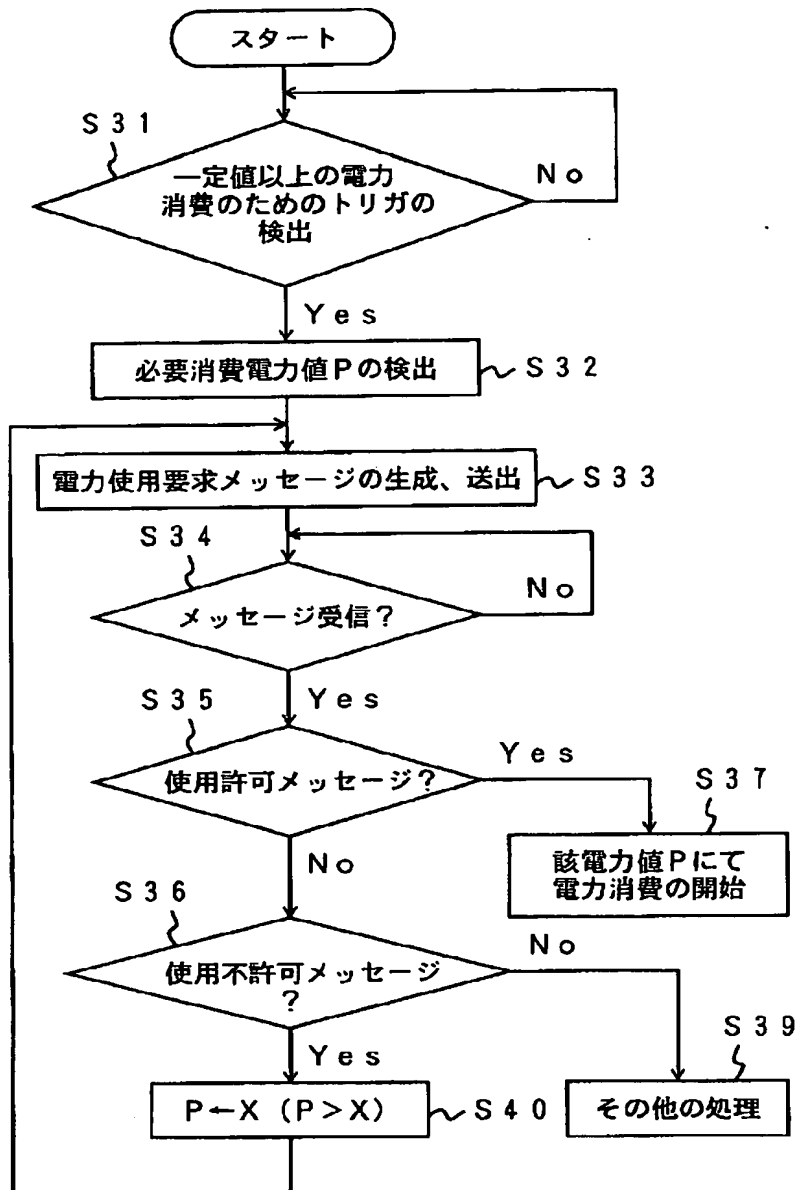 スタート
S31
一定値以上の電力
消費のためのトリガの
検出
No
Yes
必要消費電力値Pの検出
S32
電力使用要求メッセージの生成、送出
S33
S34
メッセージ受信?
No
Yes
S35
使用許可メッセージ?
Yes
S37
該電力値Pにて
電力消費の開始
No
S36
使用不許可メッセージ
?
No
S39
その他の処理
Yes
P←X (P>X)
S40